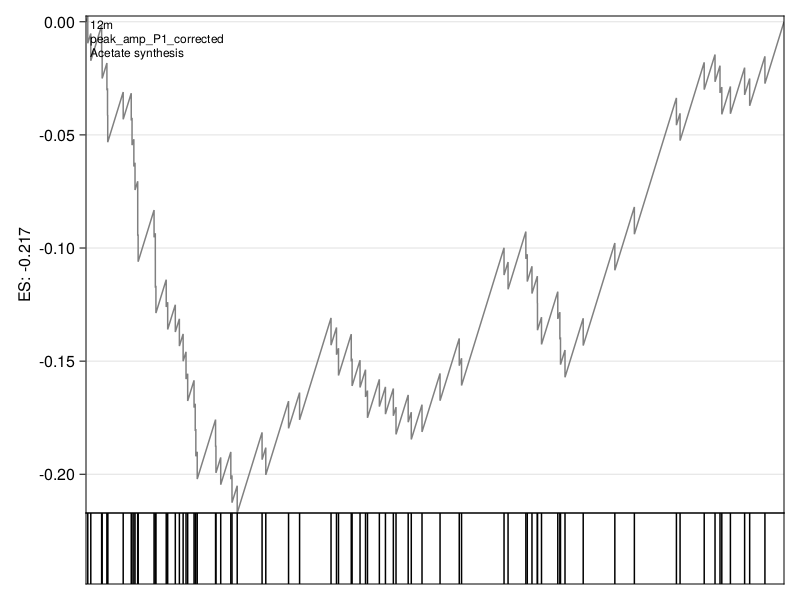 0.00
12m
peak_amp_P1_corrected
Acetate synthesis
-0.05
-0.10
ES: -0.217
-0.15
-0.20